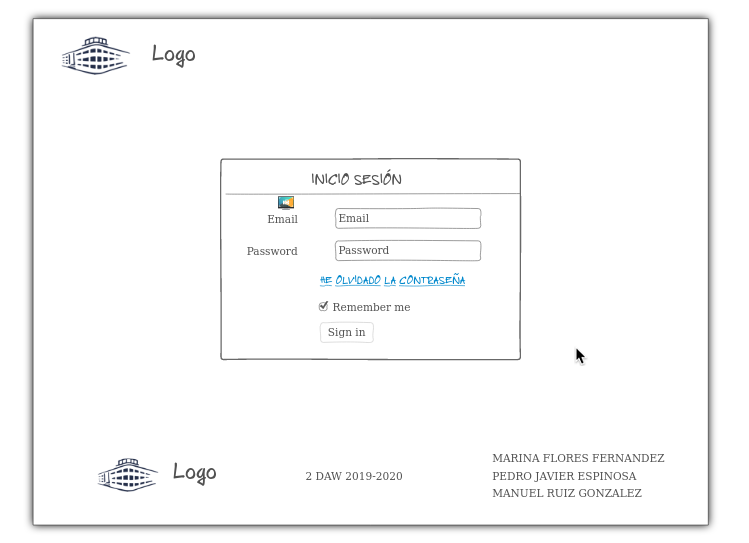 Logo
INICIO SESIÓN
Email Email
Password Password
HE OLVIDADO LA CONTRASEÑA
Remember me
Sign in
Logo
2 DAW 2019-2020
MARINA FLORES FERNANDEZ
PEDRO JAVIER ESPINOSA
MANUEL RUIZ GONZALEZ